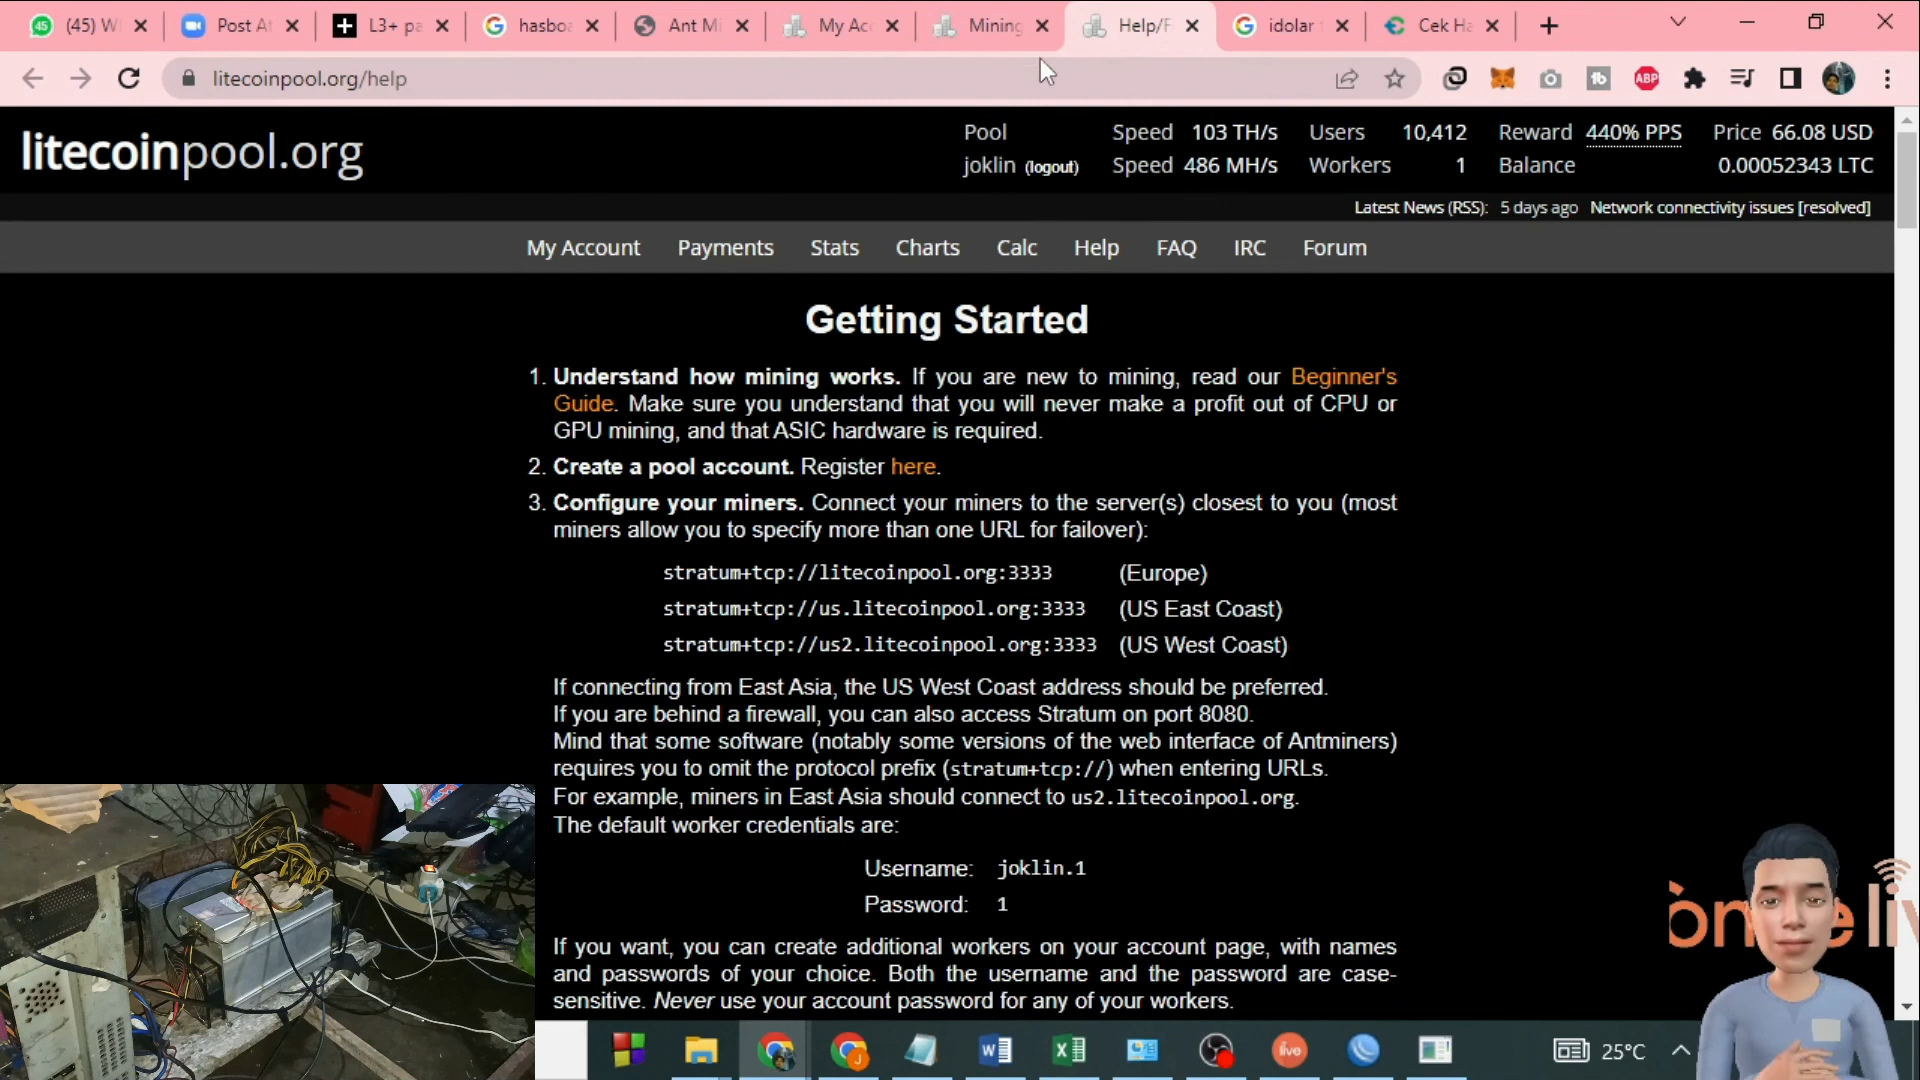 (45) W
Post At
L3+ pa
hasboa
Ant Mi
My Acc
Mining
Help/F
idolar
Cek Ha
litecoinpool.org/help
ABP
litecoinpool.org
Pool Speed 103 TH/s Users 10,412 Reward 440% PPS Price 66.08 USD
joklin (logout) Speed 486 MH/s Workers 1 Balance 0.00052343 LTC
Latest News (RSS): 5 days ago Network connectivity issues [resolved]
My Account Payments Stats Charts Calc Help FAQ IRC Forum
Getting Started
1. Understand how mining works. If you are new to mining, read our Beginner's
Guide. Make sure you understand that you will never make a profit out of CPU or
GPU mining, and that ASIC hardware is required.
2. Create a pool account. Register here.
3. Configure your miners. Connect your miners to the server(s) closest to you (most
miners allow you to specify more than one URL for failover):
stratum+tcp://litecoinpool.org:3333 (Europe)
stratum+tcp://us.litecoinpool.org:3333 (US East Coast)
stratum+tcp://us2.litecoinpool.org:3333 (US West Coast)
If connecting from East Asia, the US West Coast address should be preferred.
If you are behind a firewall, you can also access Stratum on port 8080.
Mind that some software (notably some versions of the web interface of Antminers)
requires you to omit the protocol prefix (stratum+tcp://) when entering URLs.
For example, miners in East Asia should connect to us2.litecoinpool.org.
The default worker credentials are:
Username: joklin.1
Password: 1
If you want, you can create additional workers on your account page, with names
and passwords of your choice. Both the username and the password are case-
sensitive. Never use your account password for any of your workers.
live
25°C